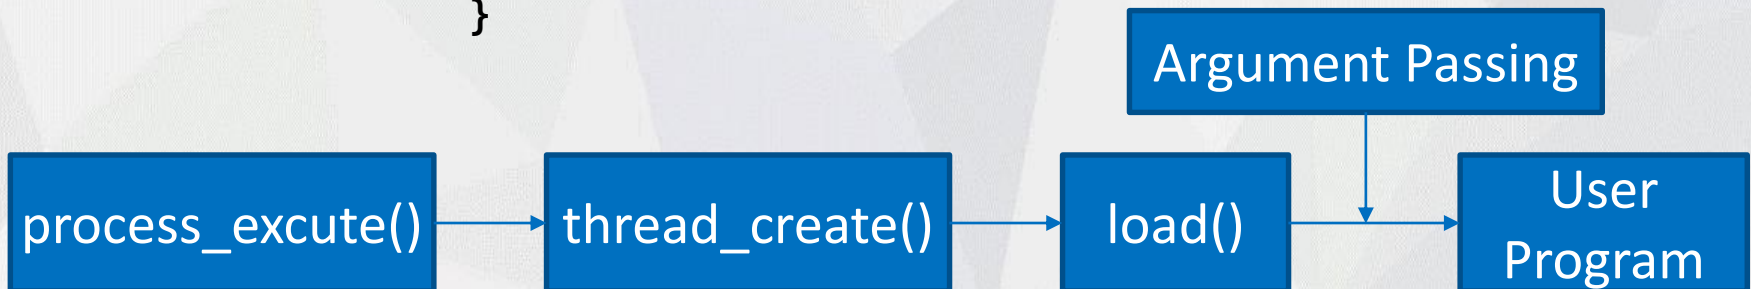 }
Argument Passing
process_excute()
thread_create()
load()
User
Program